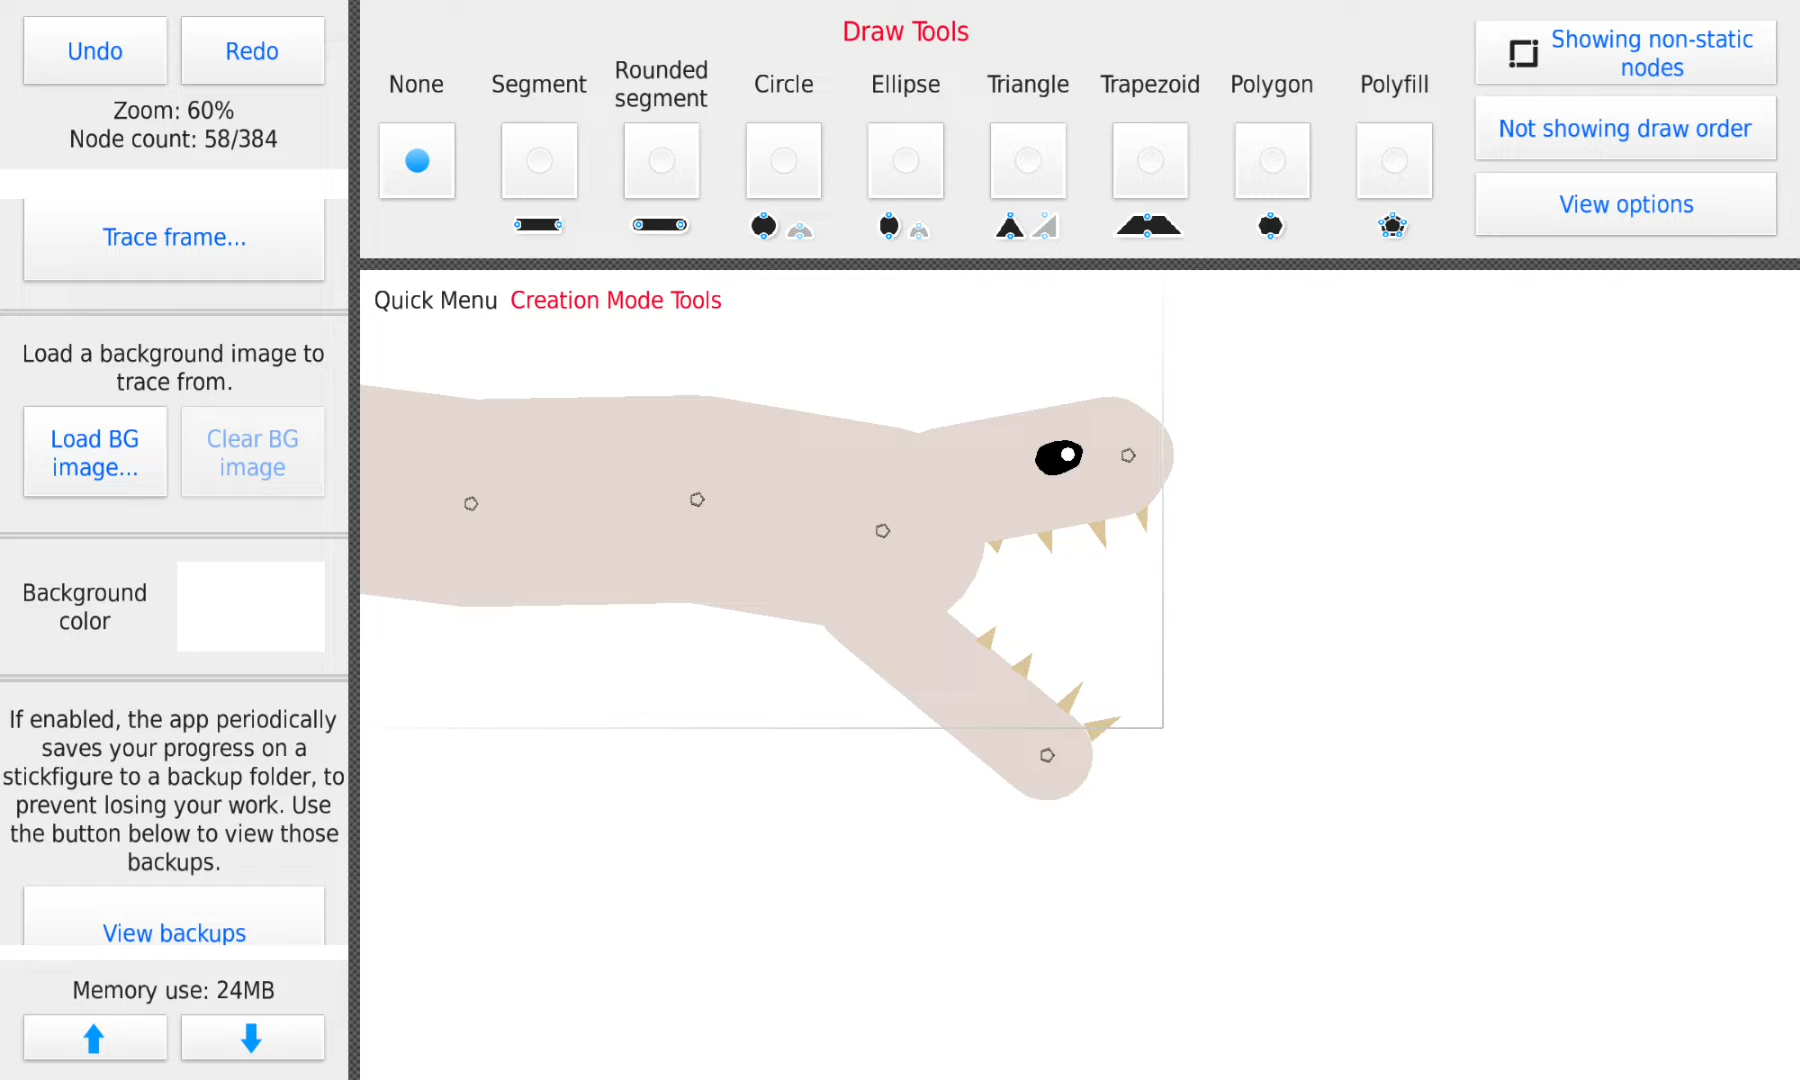 Undo
Redo
Zoom: 60%
Node count: 58/384
Trace frame...
Load a background image to
trace from.
Load BG
image...
Clear BG
image
Background
color
If enabled, the app periodically
saves your progress on a
stickfigure to a backup folder, to
prevent losing your work. Use
the button below to view those
backups.
View backups
Memory use: 24MB
Draw Tools
None
Segment
Rounded
segment
Circle
Ellipse
Triangle
Trapezoid
Polygon
Polyfill
Showing non-static
nodes
Not showing draw order
View options
Quick Menu
Creation Mode Tools